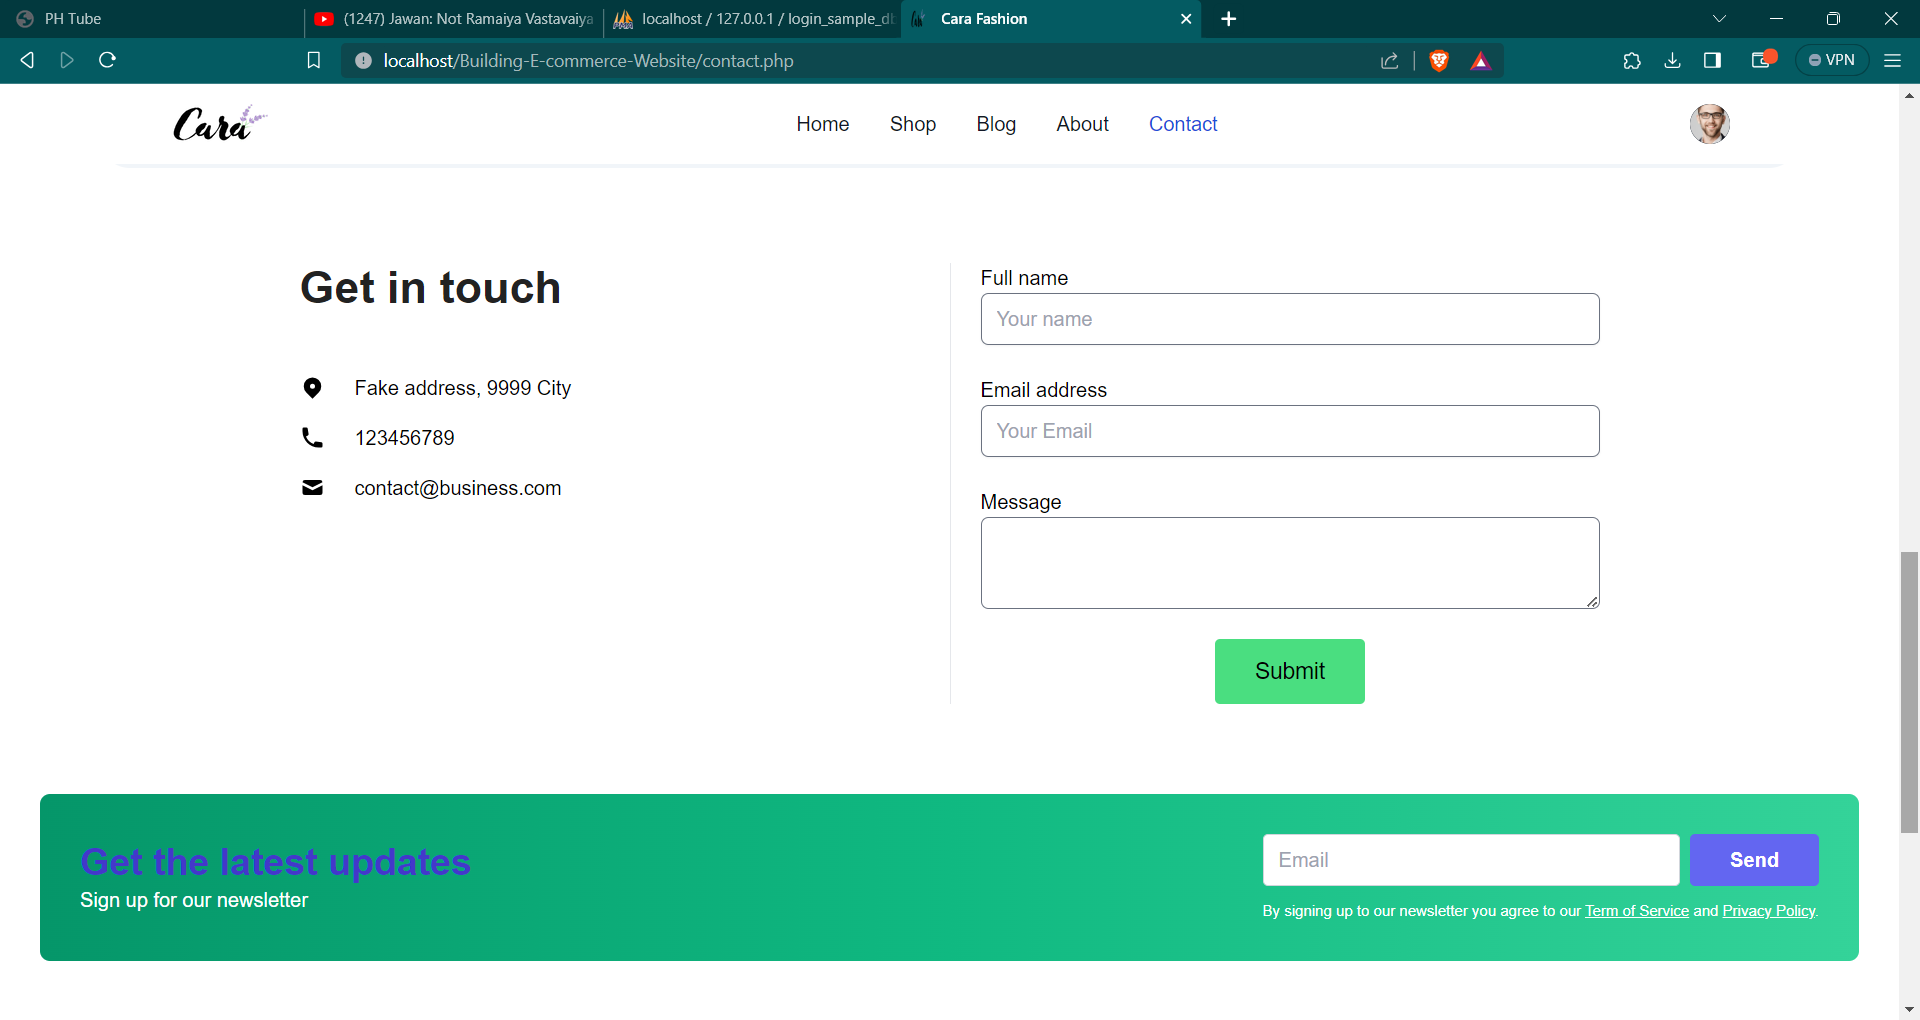 PH Tube
(1247) Jawan: Not Ramaiya Vastavaiya
localhost / 127.0.0.1 / login_sample_db
Cara Fashion
localhost/Building-E-commerce-Website/contact.php
VPN
Cara
Home
Shop
Blog
About
Contact
Get in touch
Fake address, 9999 City
123456789
contact@business.com
Full name
Your name
Email address
Your Email
Message
Submit
Get the latest updates
Sign up for our newsletter
Email
Send
By signing up to our newsletter you agree to our Term of Service and Privacy Policy.